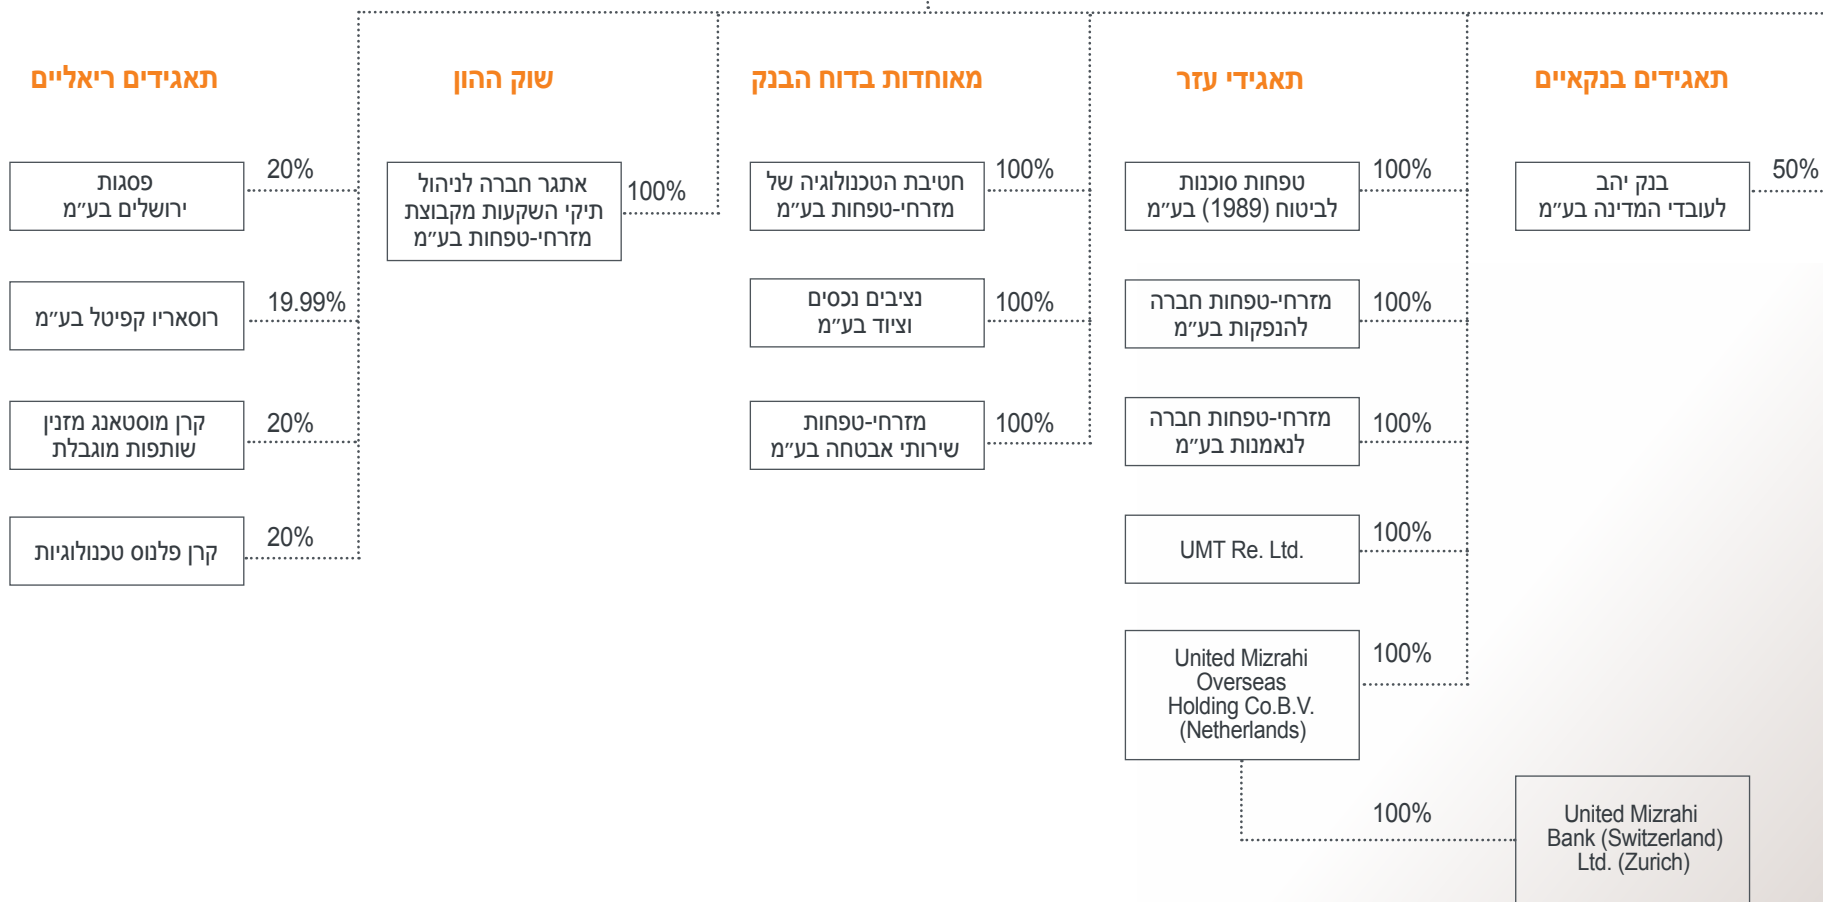 תאגידים בנקאיים
50%
בנק יהב
לעובדי המדינה בע״מ
תאגידי עזר
100%
טפחות סוכנות
לביטוח (1989) בע״מ
100%
מזרחי-טפחות חברה
להנפקות בע״מ
100%
מזרחי-טפחות חברה
לנאמנות בע״מ
100%
UMT Re. Ltd.
100%
United Mizrahi
Overseas
Holding Co.B.V.
(Netherlands)
100%
United Mizrahi
Bank (Switzerland)
Ltd. (Zurich)
מאוחדות בדוח הבנק
100%
חטיבת הטכנולוגיה של
מזרחי-טפחות בע״מ
100%
נציבים נכסים
וציוד בע״מ
100%
מזרחי-טפחות
שירותי אבטחה בע״מ
שוק ההון
100%
אתגר חברה לניהול
תיקי השקעות מקבוצת
מזרחי-טפחות בע״מ
תאגידים ריאליים
20%
פסגות
ירושלים בע״מ
19.99%
רוסאריו קפיטל בע״מ
20%
קרן מוסטאנג מזנין
שותפות מוגבלת
20%
קרן פלנוס טכנולוגיות